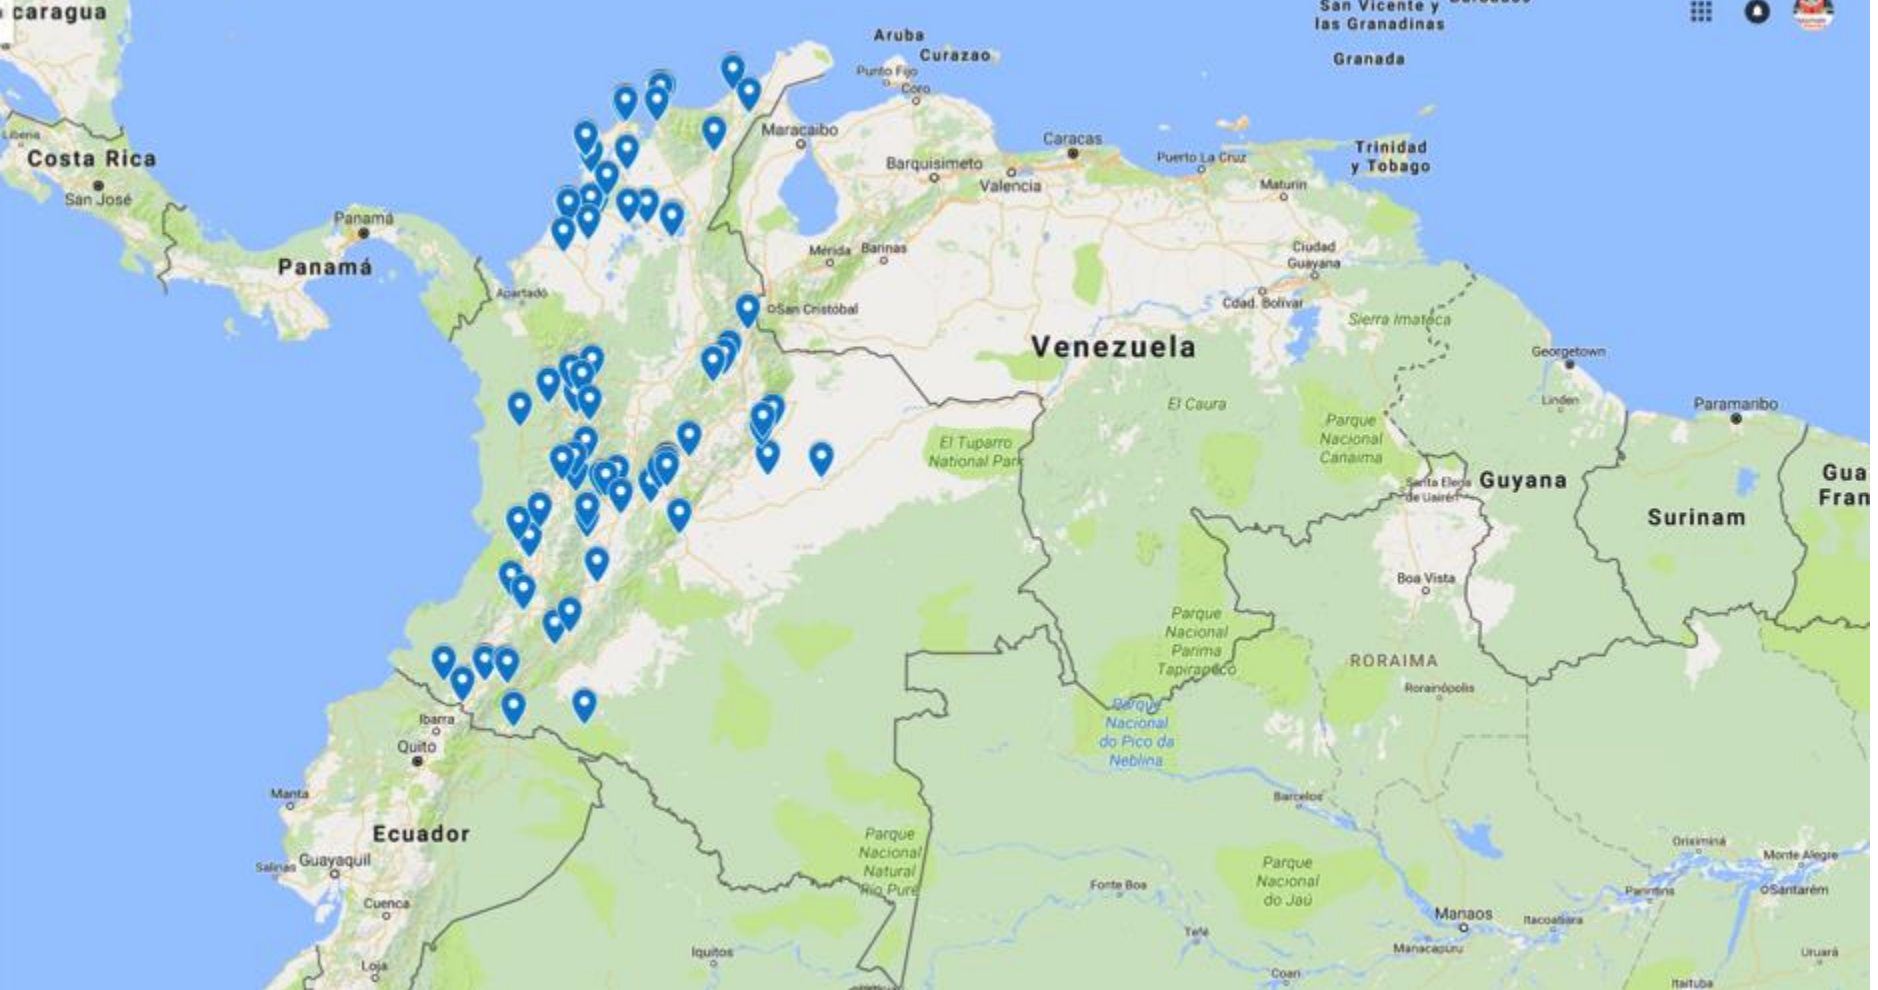 caragua
San Vicente y
las Granadinas
Granada
Aruba
Curazao
Punto Fijo
Coro
Liberia
Costa Rica
San José
Maracaibo
Caracas
Barquisimeto
Valencia
Puerto La Cruz
Maturín
Trinidad
y Tobago
Panamá
Panamá
Mérida
Barinas
Ciudad
Guayana
Apartadó
San Cristóbal
Cdad. Bolívar
Sierra Imataca
Venezuela
Georgetown
Linden
Paramaribo
El Caura
El Tuparro
National Park
Parque
Nacional
Canaima
Santa Elena
de Uairén
Guyana
Surinam
Gua
Fran
Boa Vista
Parque
Nacional
Parima
Tapirapecó
RORAIMA
Rorainópolis
Parque
Nacional
do Pico da
Neblina
Ibarra
Quito
Manta
Ecuador
Salinas
Guayaquil
Cuenca
Loja
Parque
Nacional
Natural
Río Puré
Iquitos
Barcelos
Fonte Boa
Parque
Nacional
do Jaú
Tefé
Coari
Manaos
Manacapuru
Itacoatiara
Parintins
Oriximiná
Monte Alegre
Santarém
Uruará
Itaituba